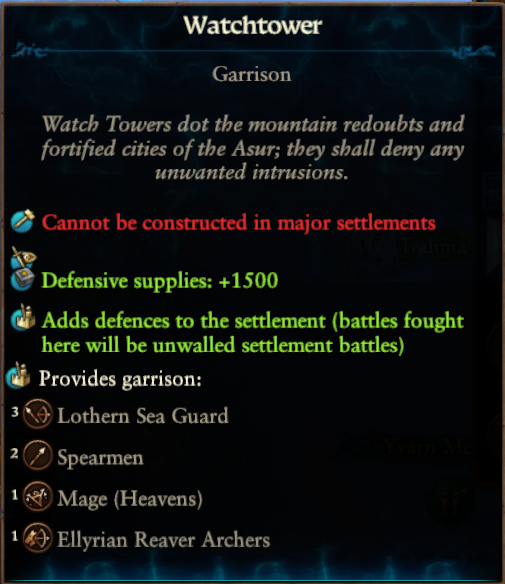 Watchtower
Garrison
Watch Towers dot the mountain redoubts and
fortified cities of the Asur; they shall deny any
unwanted intrusions.
Cannot be constructed in major settlements
Defensive supplies: +1500
Adds defences to the settlement (battles fought
here will be unwalled settlement battles)
Provides garrison:
3 Lothern Sea Guard
2 Spearmen
1 Mage (Heavens)
1 Ellyrian Reaver Archers